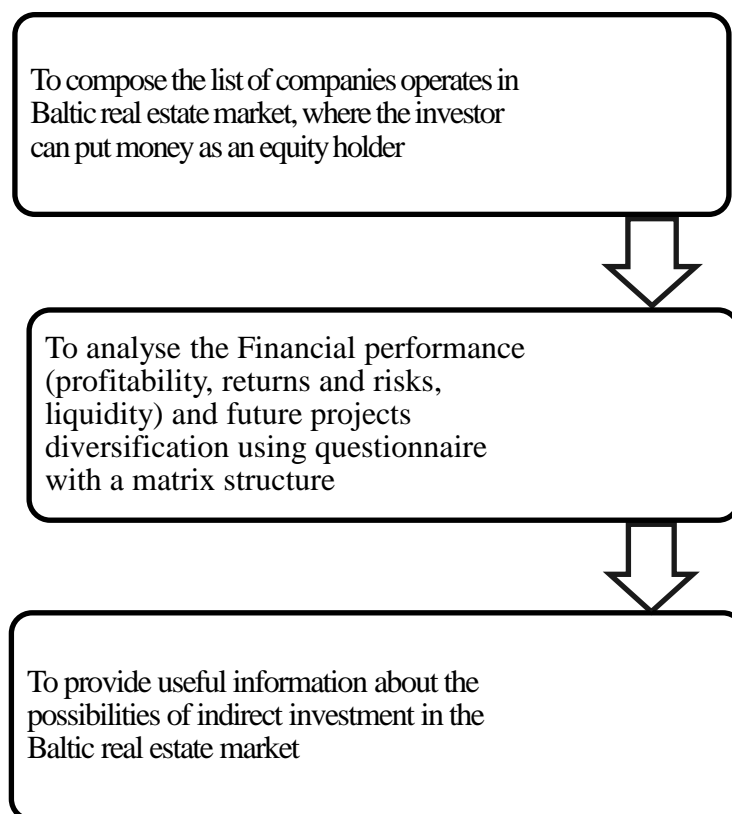 To compose the list of companies operates in
Baltic real estate market, where the investor
can put money as an equity holder
To analyse the Financial performance
(profitability, returns and risks,
liquidity) and future projects
diversification using questionnaire
with a matrix structure
To provide useful information about the
possibilities of indirect investment in the
Baltic real estate market